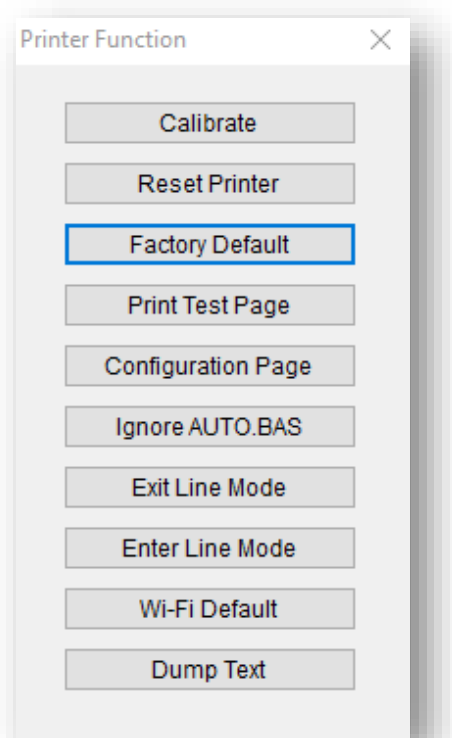 Printer Function
Calibrate
Reset Printer
Factory Default
Print Test Page
Configuration Page
Ignore AUTO.BAS
Exit Line Mode
Enter Line Mode
Wi-Fi Default
Dump Text